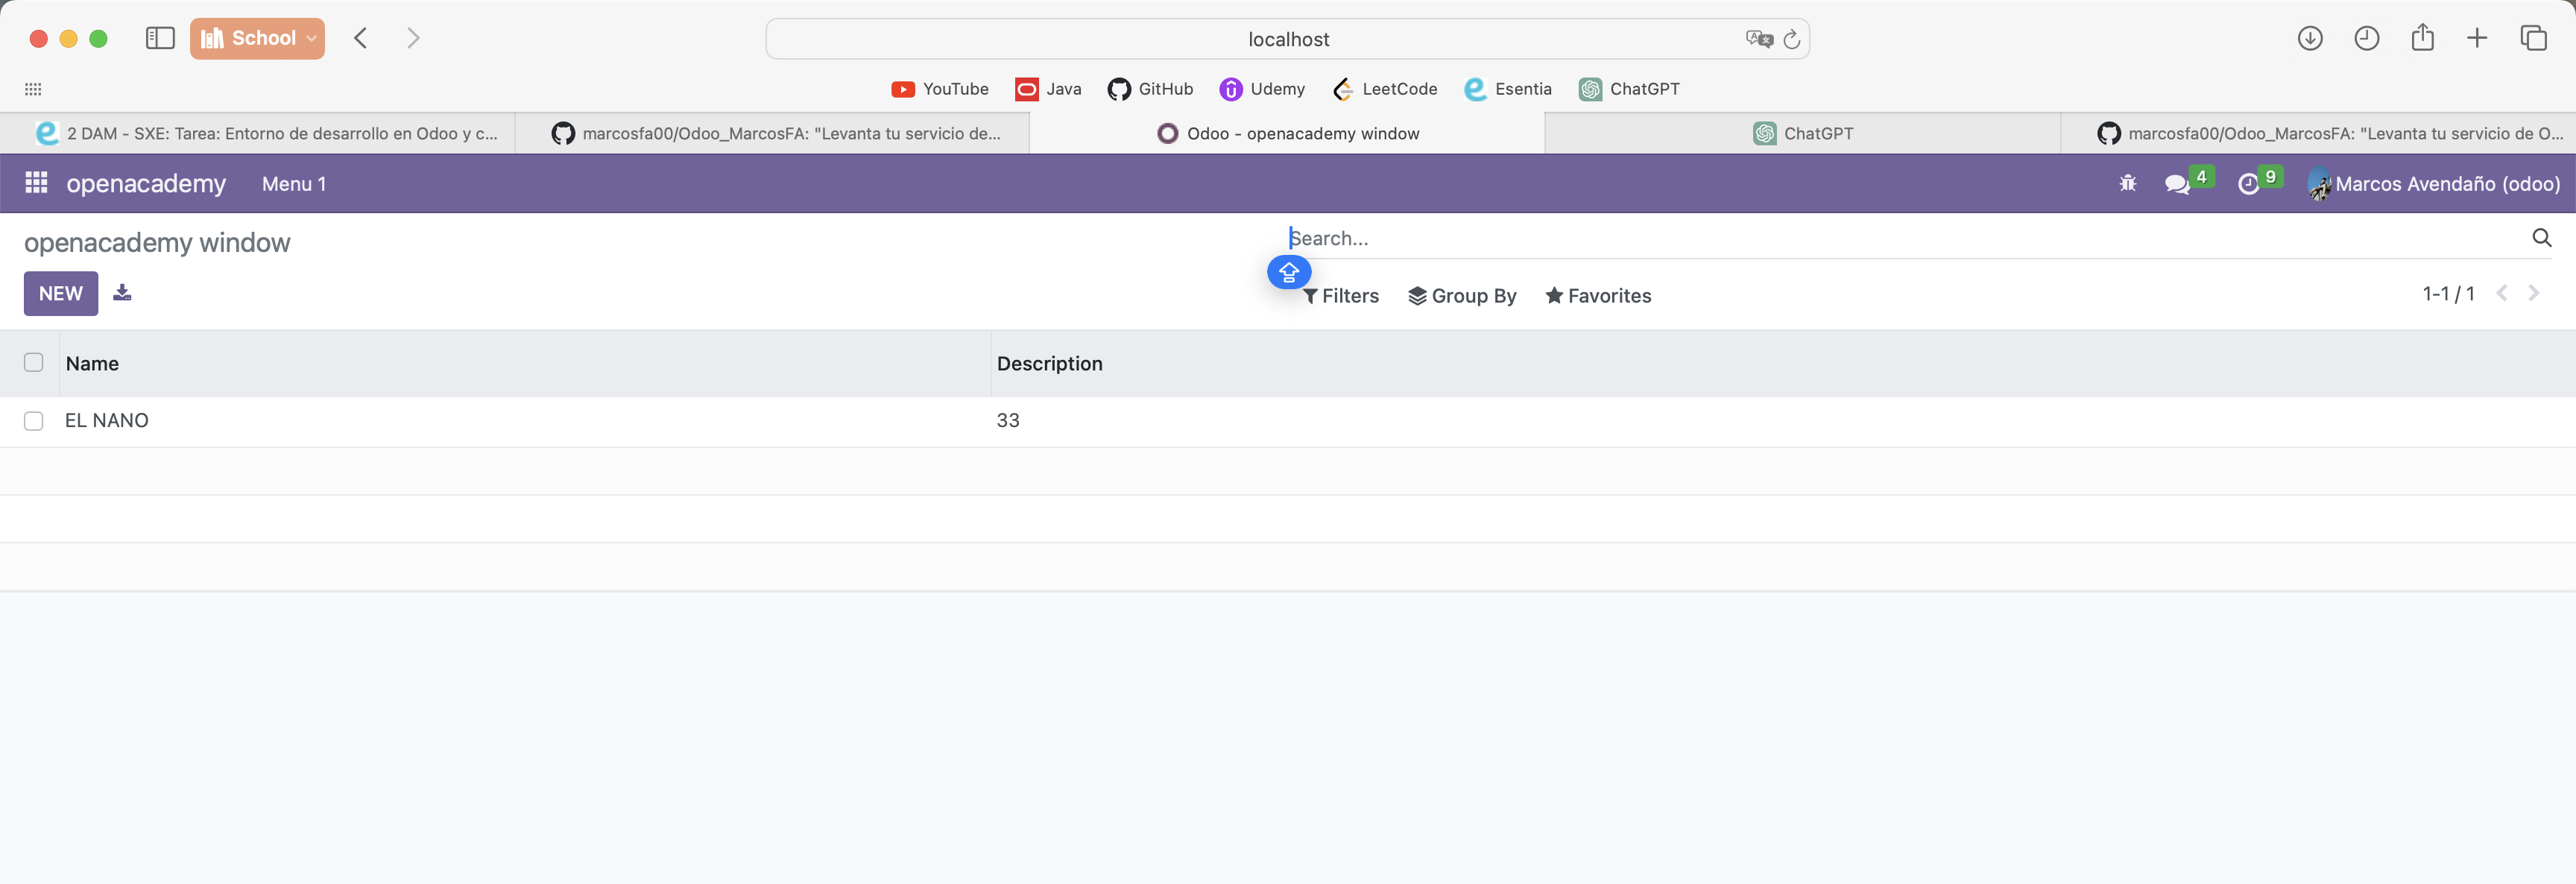 School
localhost
YouTube Java GitHub Udemy LeetCode Esentia ChatGPT
2 DAM - SXE: Tarea: Entorno de desarrollo en Odoo y c...
marcosfa00/Odoo_MarcosFA: "Levanta tu servicio de...
Odoo - openacademy window
ChatGPT
marcosfa00/Odoo_MarcosFA: "Levanta tu servicio de O...
openacademy Menu 1 4 9 Marcos Avendaño (odoo)
openacademy window
Search...
NEW
Filters Group By Favorites
1-1 / 1
Name Description
EL NANO 33